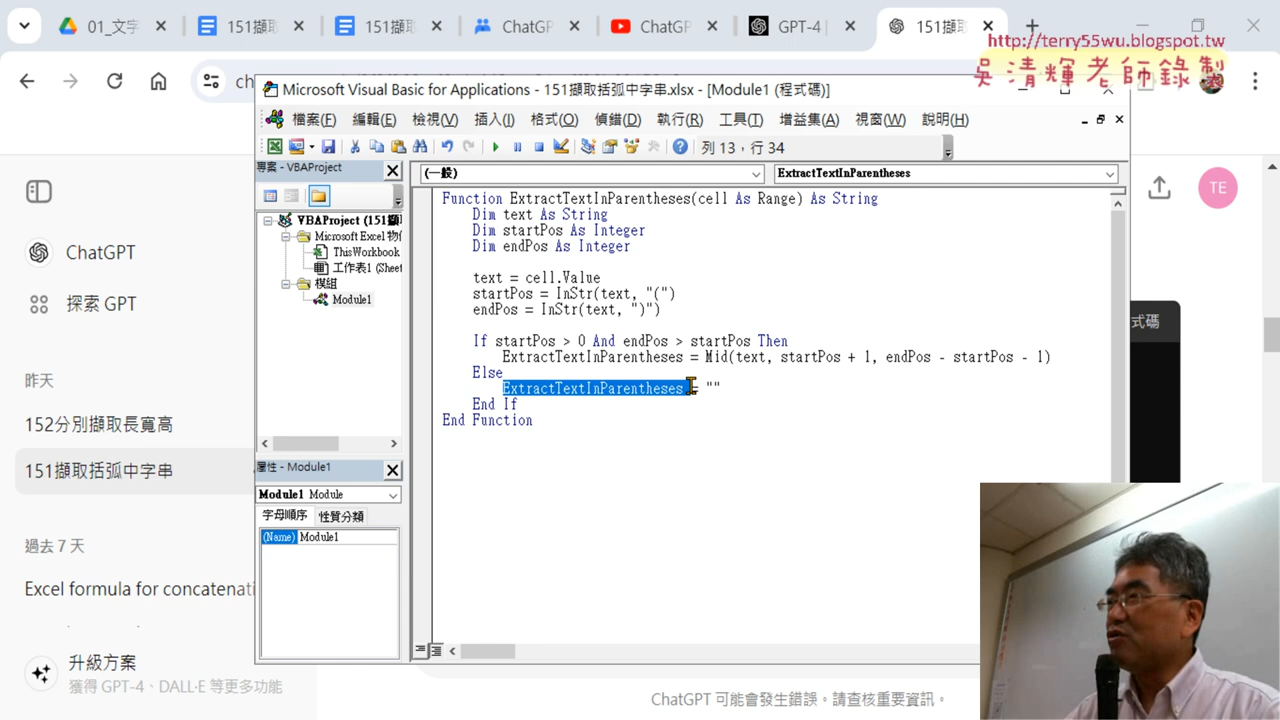 01_文字
151擷取
151擷取
ChatGP
ChatG
GPT-4 |
151擷取
http://terry55wu.blogspot.tw
吳清輝老師錄製
ch
Microsoft Visual Basic for Applications - 151擷取括弧中字串.xlsx - [Module1 (程式碼)]
檔案(F) 編輯(E) 檢視(V) 插入(I) 格式(O) 偵錯(D) 執行(R) 工具(T) 增益集(A) 視窗(W) 說明(H)
列 13，行 34
專案 - VBAProject
(一般)
ExtractTextInParentheses
VBAProject (151擷
Microsoft Excel 物件
ThisWorkbook
工作表1 (Sheet
模組
Module1
Function ExtractTextInParentheses(cell As Range) As String
Dim text As String
Dim startPos As Integer
Dim endPos As Integer
text = cell.Value
startPos = InStr(text, "(")
endPos = InStr(text, ")")
If startPos > 0 And endPos > startPos Then
ExtractTextInParentheses = Mid(text, startPos + 1, endPos - startPos - 1)
Else
ExtractTextInParentheses = ""
End If
End Function
屬性 - Module1
Module1 Module
字母順序 性質分類
(Name) Module1
TE
式碼
ChatGPT
探索 GPT
昨天
152分別擷取長寬高
151擷取括弧中字串
過去 7 天
Excel formula for concatenati
升級方案
獲得 GPT-4、DALL·E 等更多功能
ChatGPT 可能會發生錯誤。請查核重要資訊。